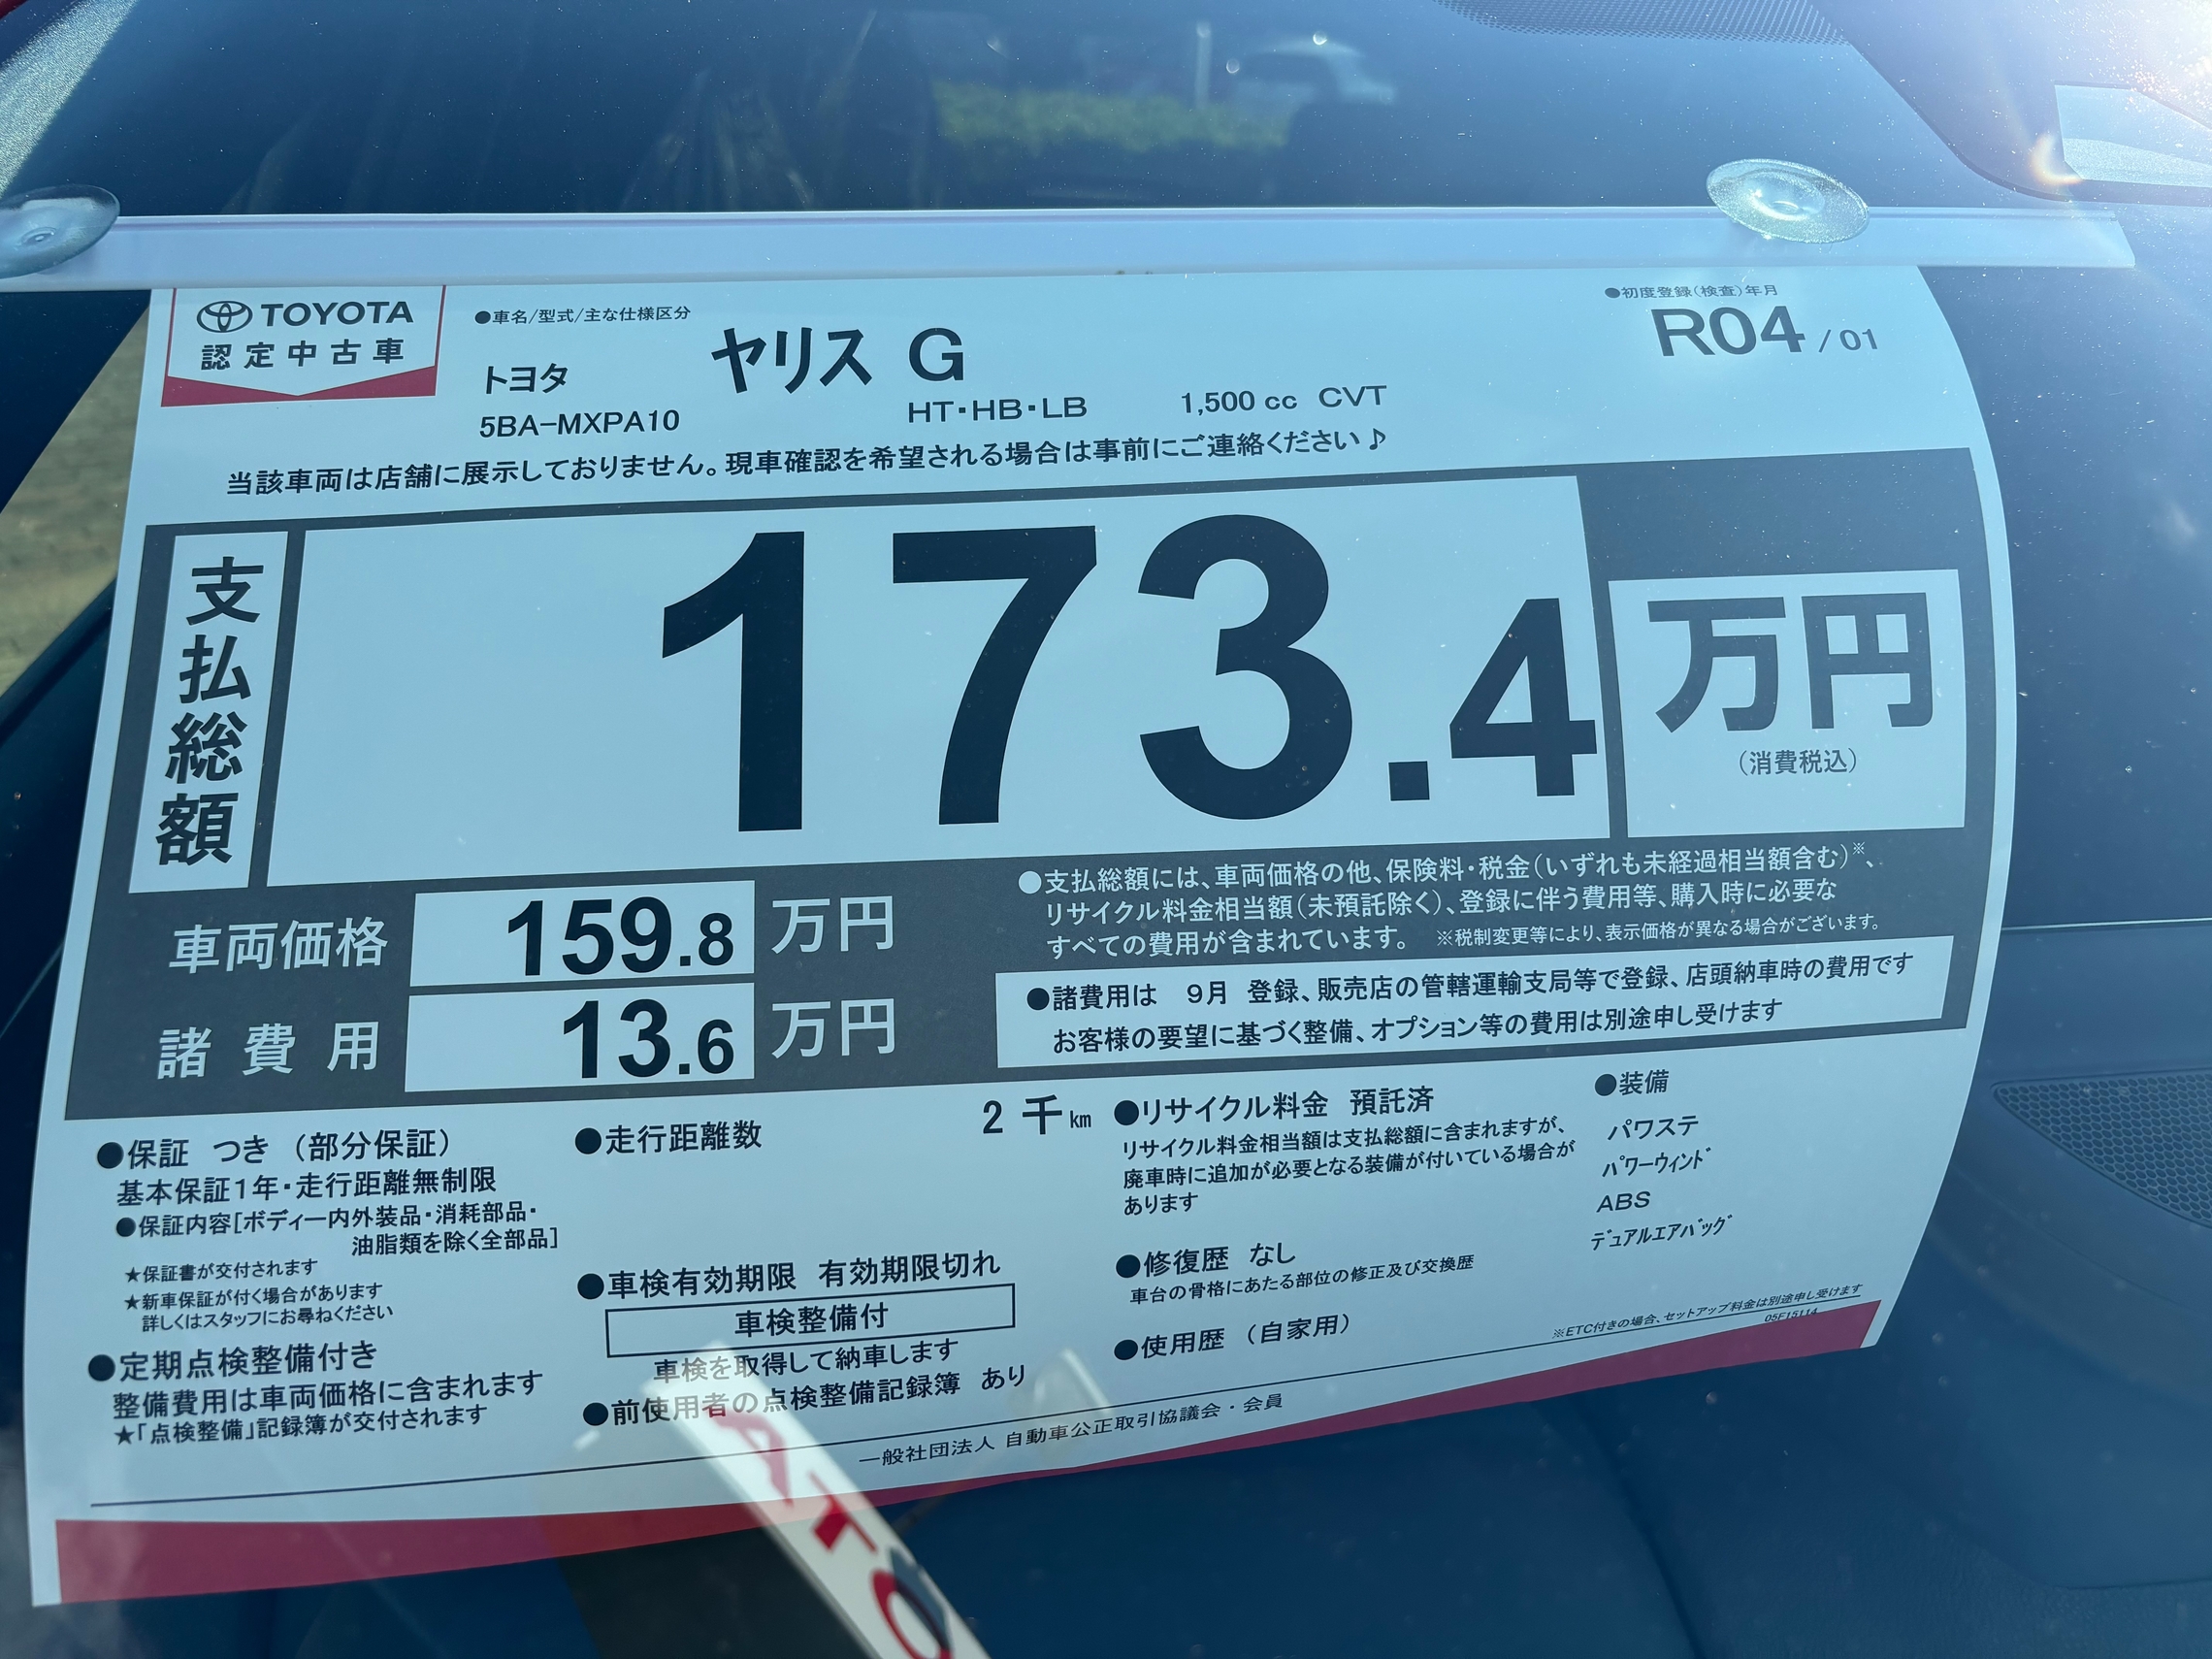 TOYOTA
認定中古車
●車名/型式/主な仕様区分
トヨタ ヤリス G
5BA-MXPA10 HT・HB・LB 1,500 cc CVT
●初度登録(検査)年月
R04/01
当該車両は店舗に展示しておりません。現車確認を希望される場合は事前にご連絡ください♪
支払総額
173.4 万円
(消費税込)
車両価格 159.8 万円
諸費用 13.6 万円
●支払総額には、車両価格の他、保険料・税金(いずれも未経過相当額含む)※、
リサイクル料金相当額(未預託除く)、登録に伴う費用等、購入時に必要な
すべての費用が含まれています。 ※税制変更等により、表示価格が異なる場合がございます。
●諸費用は 9月 登録、販売店の管轄運輸支局等で登録、店頭納車時の費用です
お客様の要望に基づく整備、オプション等の費用は別途申し受けます
●保証 つき (部分保証)
基本保証1年・走行距離無制限
●保証内容[ボディー内外装品・消耗部品・
油脂類を除く全部品]
★保証書が交付されます
★新車保証が付く場合があります
詳しくはスタッフにお尋ねください
●定期点検整備付き
整備費用は車両価格に含まれます
★「点検整備」記録簿が交付されます
●走行距離数 2 千km
●車検有効期限 有効期限切れ
車検整備付
車検を取得して納車します
●前使用者の点検整備記録簿 あり
●リサイクル料金 預託済
リサイクル料金相当額は支払総額に含まれますが、
廃車時に追加が必要となる装備が付いている場合が
あります
●修復歴 なし
車台の骨格にあたる部位の修正及び交換歴
●使用歴 (自家用)
●装備
パワステ
パワーウィンド
ABS
デュアルエアバッグ
※ETC付きの場合、セットアップ料金は別途申し受けます
05F15114
一般社団法人 自動車公正取引協議会・会員